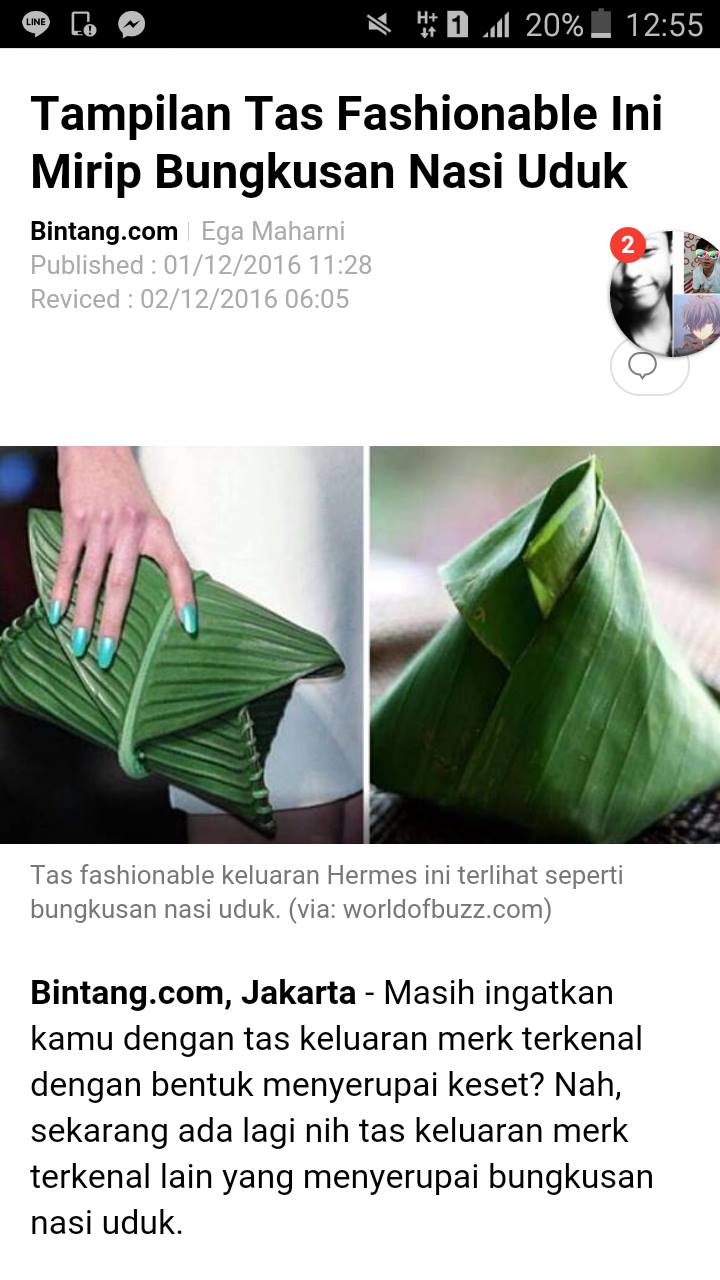 LINE
H+ 1 20% 12:55
Tampilan Tas Fashionable Ini
Mirip Bungkusan Nasi Uduk
Bintang.com | Ega Maharni
Published : 01/12/2016 11:28
Reviced : 02/12/2016 06:05
2
Tas fashionable keluaran Hermes ini terlihat seperti
bungkusan nasi uduk. (via: worldofbuzz.com)
Bintang.com, Jakarta - Masih ingatkan
kamu dengan tas keluaran merk terkenal
dengan bentuk menyerupai keset? Nah,
sekarang ada lagi nih tas keluaran merk
terkenal lain yang menyerupai bungkusan
nasi uduk.